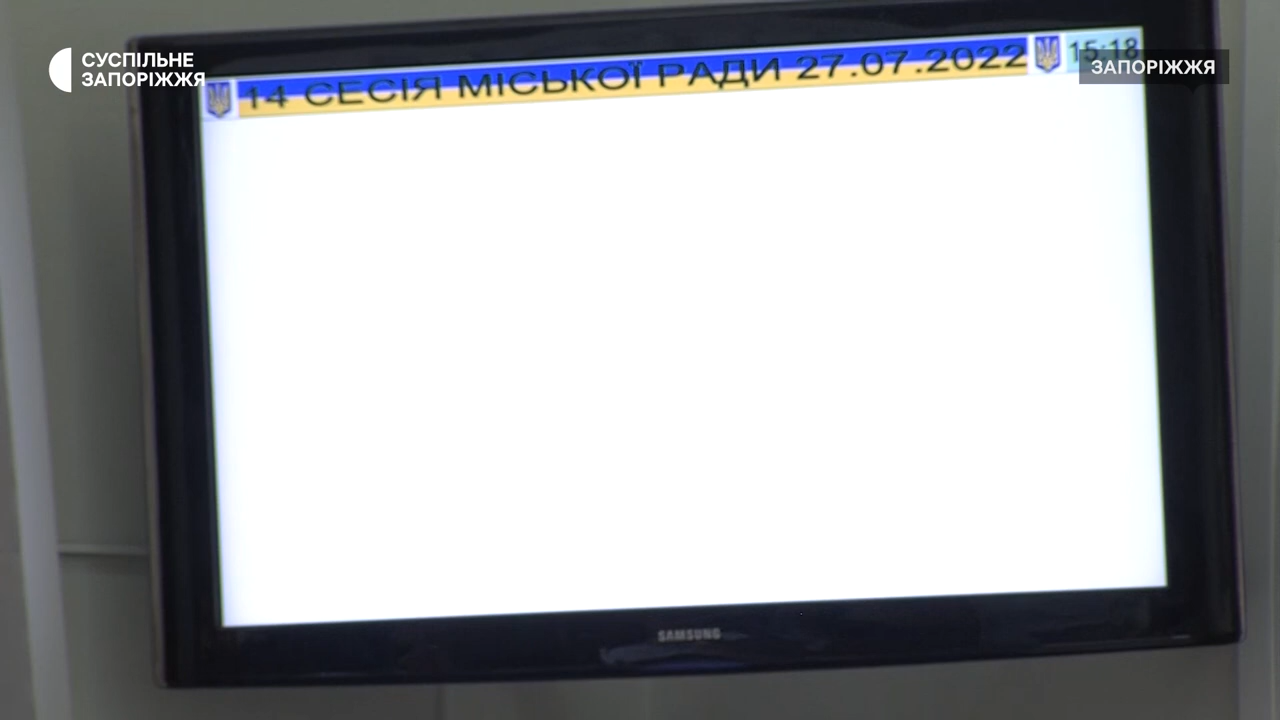 СУСПІЛЬНЕ
ЗАПОРІЖЖЯ
14 СЕСІЯ МІСЬКОЇ РАДИ 27.07.2022
15:18
ЗАПОРІЖЖЯ
SAMSUNG